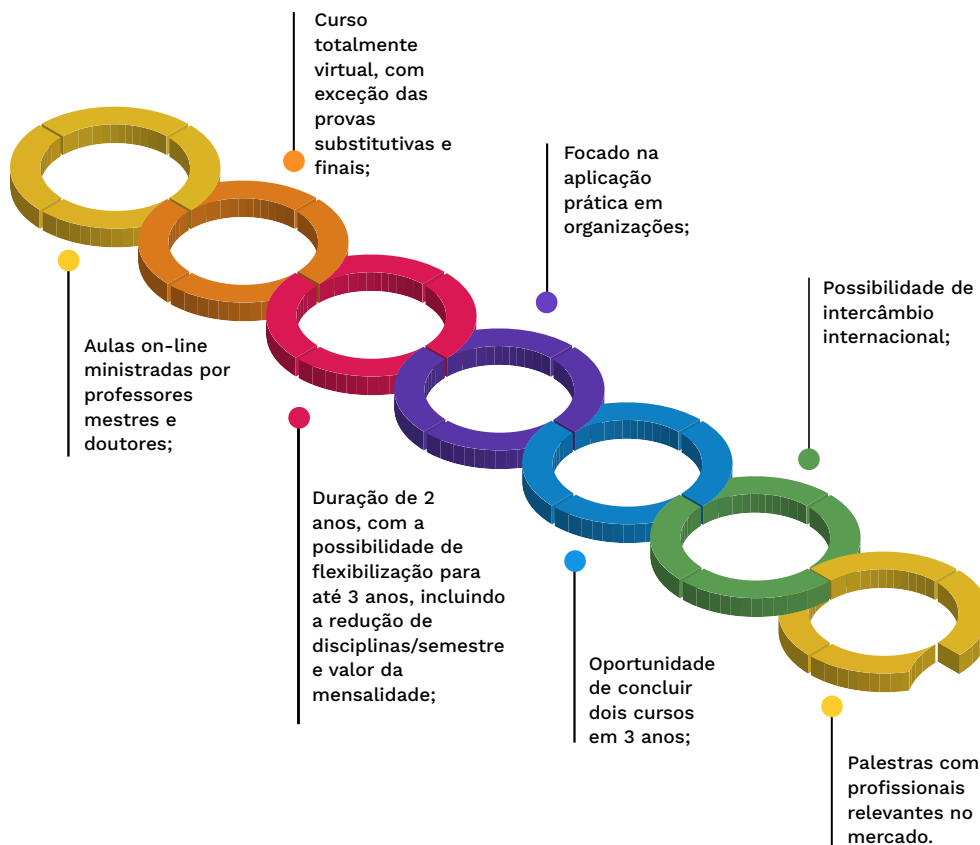 Aulas on-line
ministradas por
professores
mestres e
doutores;
Curso
totalmente
virtual, com
exceção das
provas
substitutivas e
finais;
Duração de 2
anos, com a
possibilidade de
flexibilização para
até 3 anos, incluindo
a redução de
disciplinas/semestre
e valor da
mensalidade;
Focado na
aplicação
prática em
organizações;
Oportunidade
de concluir
dois cursos
em 3 anos;
Possibilidade de
intercâmbio
internacional;
Palestras com
profissionais
relevantes no
mercado.